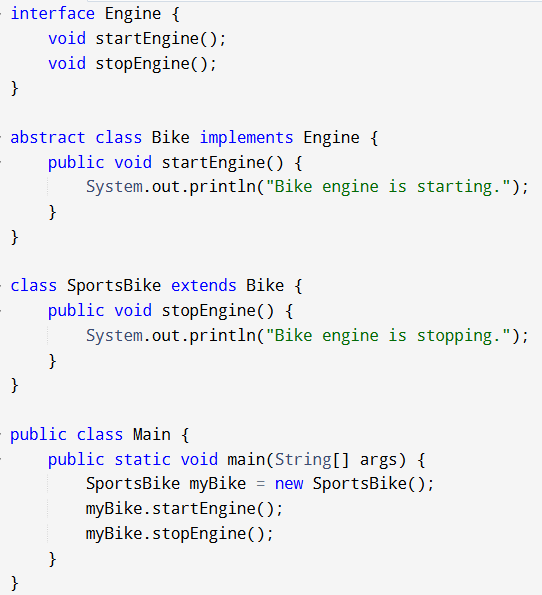 interface Engine {
    void startEngine();
    void stopEngine();
}

abstract class Bike implements Engine {
    public void startEngine() {
        System.out.println("Bike engine is starting.");
    }
}

class SportsBike extends Bike {
    public void stopEngine() {
        System.out.println("Bike engine is stopping.");
    }
}

public class Main {
    public static void main(String[] args) {
        SportsBike myBike = new SportsBike();
        myBike.startEngine();
        myBike.stopEngine();
    }
}